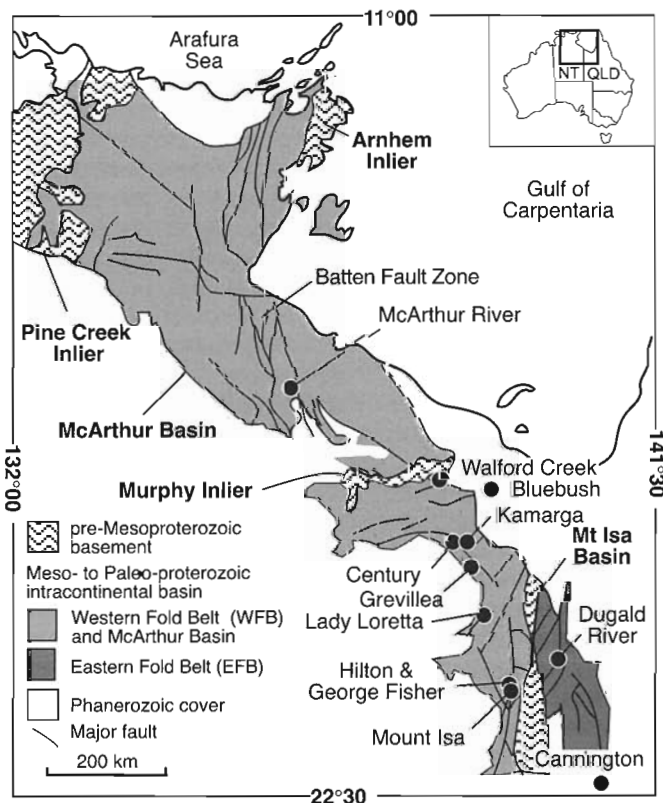 11°00
Arafura
Sea
NT
QLD
Arnhem
Inlier
Gulf of
Carpentaria
Batten Fault Zone
McArthur River
Pine Creek
Inlier
McArthur Basin
132°00
141°30
Walford Creek
Bluebush
Murphy Inlier
Kamarga
pre-Mesoproterozoic
basement
Mt Isa
Basin
Meso- to Paleo-proterozoic
intracontinental basin
Century
Grevillea
Western Fold Belt (WFB)
and McArthur Basin
Lady Loretta
Dugald
River
Eastern Fold Belt (EFB)
Hilton &
George Fisher
Phanerozoic cover
Major fault
Mount Isa
200 km
Cannington
22°30